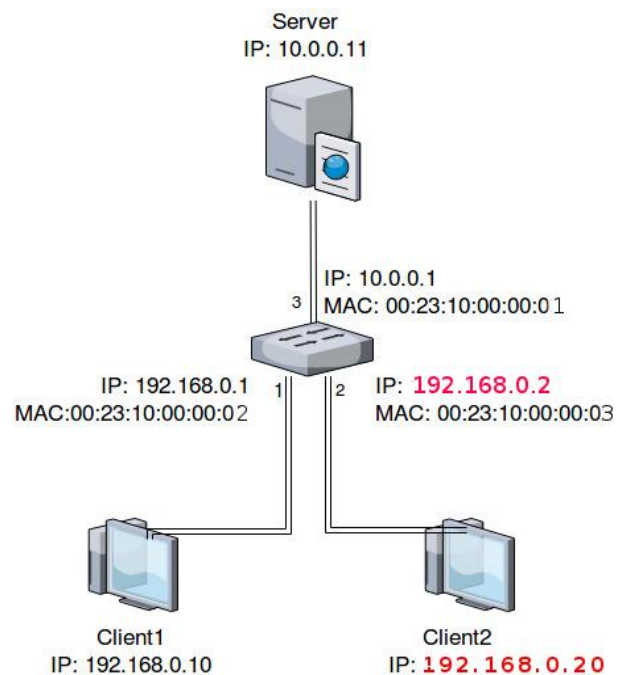 Server
IP: 10.0.0.11
IP: 10.0.0.1
3
MAC: 00:23:10:00:00:01
IP: 192.168.0.1
1
2
IP: 192.168.0.2
MAC:00:23:10:00:00:02
MAC: 00:23:10:00:00:03
Client1
IP: 192.168.0.10
Client2
IP: 192.168.0.20